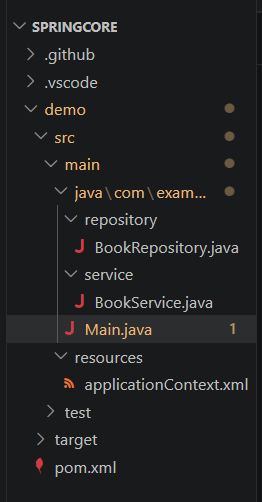 SPRINGCORE
.github
.vscode
demo
src
main
java\com\exam...
repository
BookRepository.java
service
BookService.java
Main.java 1
resources
applicationContext.xml
test
target
pom.xml